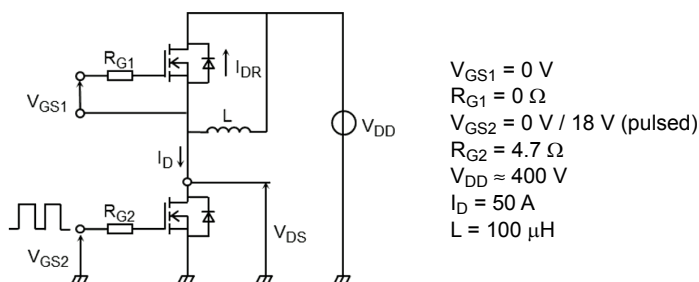 R_G1
I_DR
V_GS1
L
V_DD
I_D
R_G2
V_GS2
V_DS
V_GS1 = 0 V
R_G1 = 0 Ω
V_GS2 = 0 V / 18 V (pulsed)
R_G2 = 4.7 Ω
V_DD ≈ 400 V
I_D = 50 A
L = 100 μH